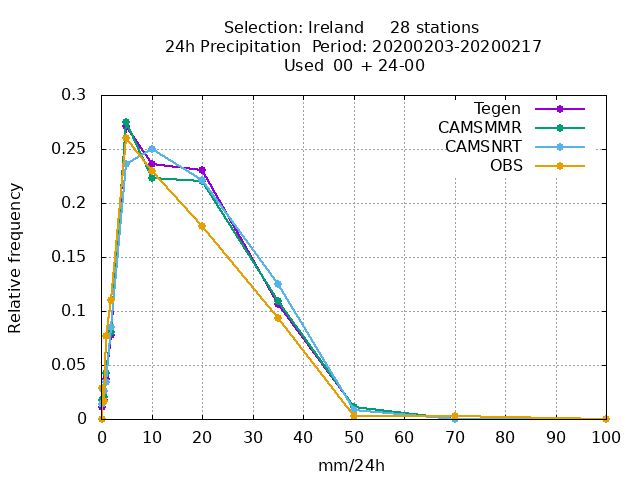 Selection: Ireland 28 stations
24h Precipitation Period: 20200203-20200217
Used 00 + 24-00
Relative frequency
0.3
0.25
0.2
0.15
0.1
0.05
0
Tegen
CAMSMMR
CAMSNRT
OBS
0 10 20 30 40 50 60 70 80 90 100
mm/24h